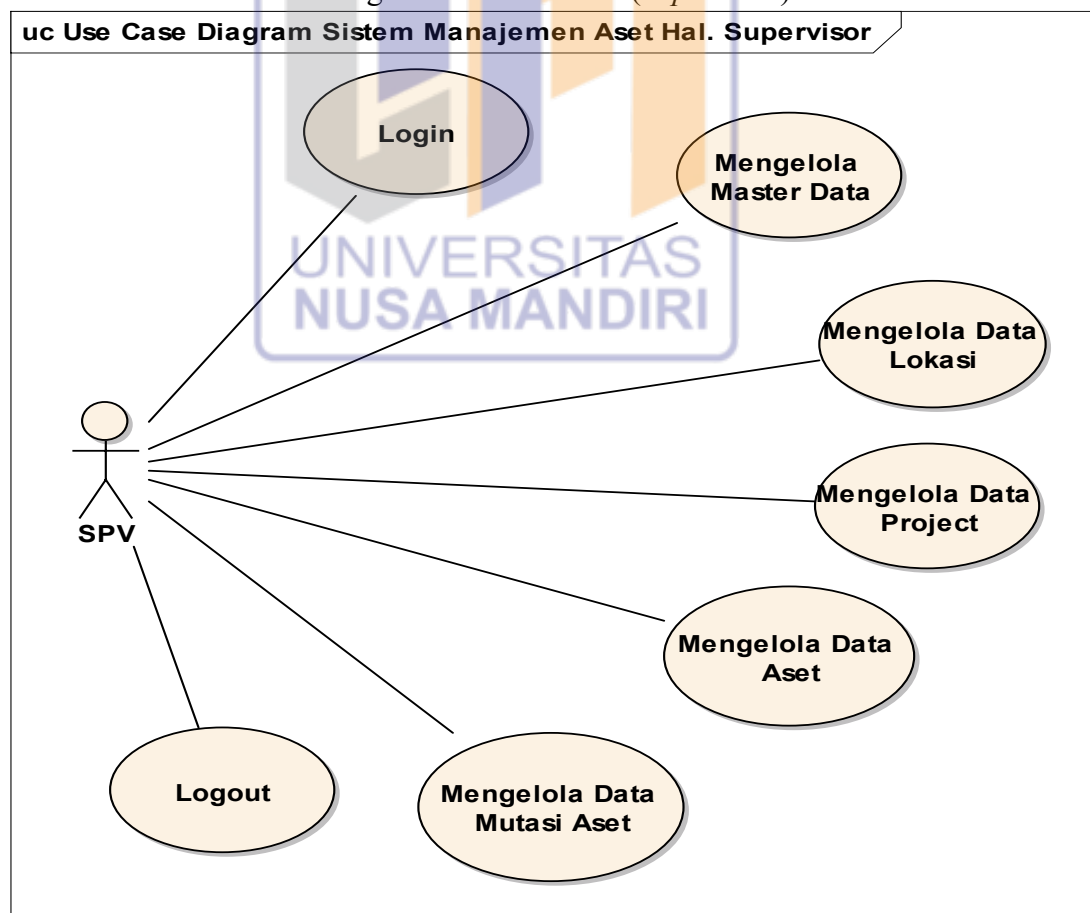 uc Use Case Diagram Sistem Manajemen Aset Hal. Supervisor
Login
Mengelola
Master Data
UNIVERSITAS
NUSA MANDIRI
Mengelola Data
Lokasi
Mengelola Data
Project
SPV
Mengelola Data
Aset
Logout
Mengelola Data
Mutasi Aset